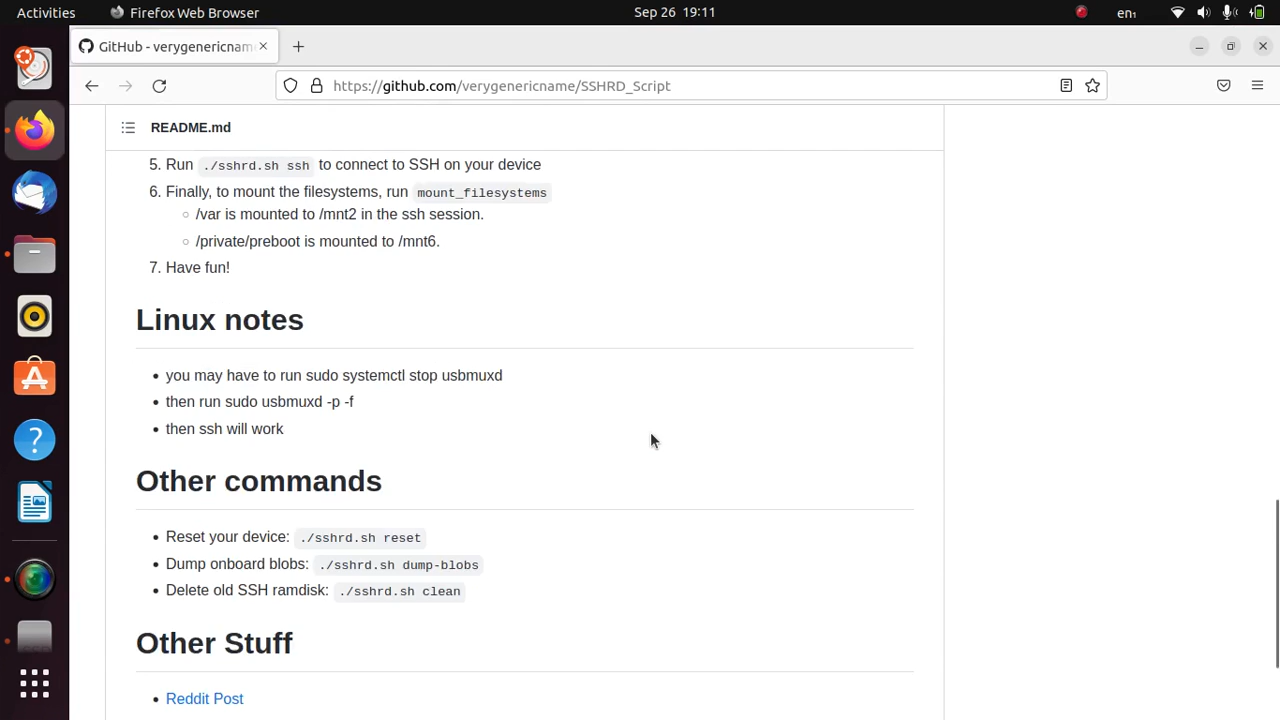 Activities
Firefox Web Browser
Sep 26 19:11
en₁
GitHub - verygenericnam
https://github.com/verygenericname/SSHRD_Script
README.md
5. Run ./sshrd.sh ssh to connect to SSH on your device
6. Finally, to mount the filesystems, run mount_filesystems
/var is mounted to /mnt2 in the ssh session.
/private/preboot is mounted to /mnt6.
7. Have fun!
Linux notes
you may have to run sudo systemctl stop usbmuxd
then run sudo usbmuxd -p -f
then ssh will work
Other commands
Reset your device: ./sshrd.sh reset
Dump onboard blobs: ./sshrd.sh dump-blobs
Delete old SSH ramdisk: ./sshrd.sh clean
Other Stuff
Reddit Post